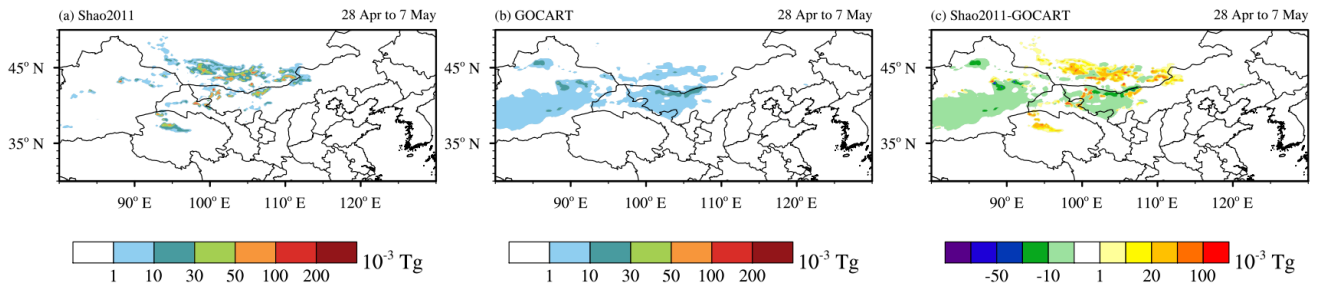 (a) Shao2011 28 Apr to 7 May
45° N
35° N
90° E 100° E 110° E 120° E
1 10 30 50 100 200 10⁻³ Tg
(b) GOCART 28 Apr to 7 May
45° N
35° N
90° E 100° E 110° E 120° E
1 10 30 50 100 200 10⁻³ Tg
(c) Shao2011-GOCART 28 Apr to 7 May
45° N
35° N
90° E 100° E 110° E 120° E
-50 -10 1 20 100 10⁻³ Tg